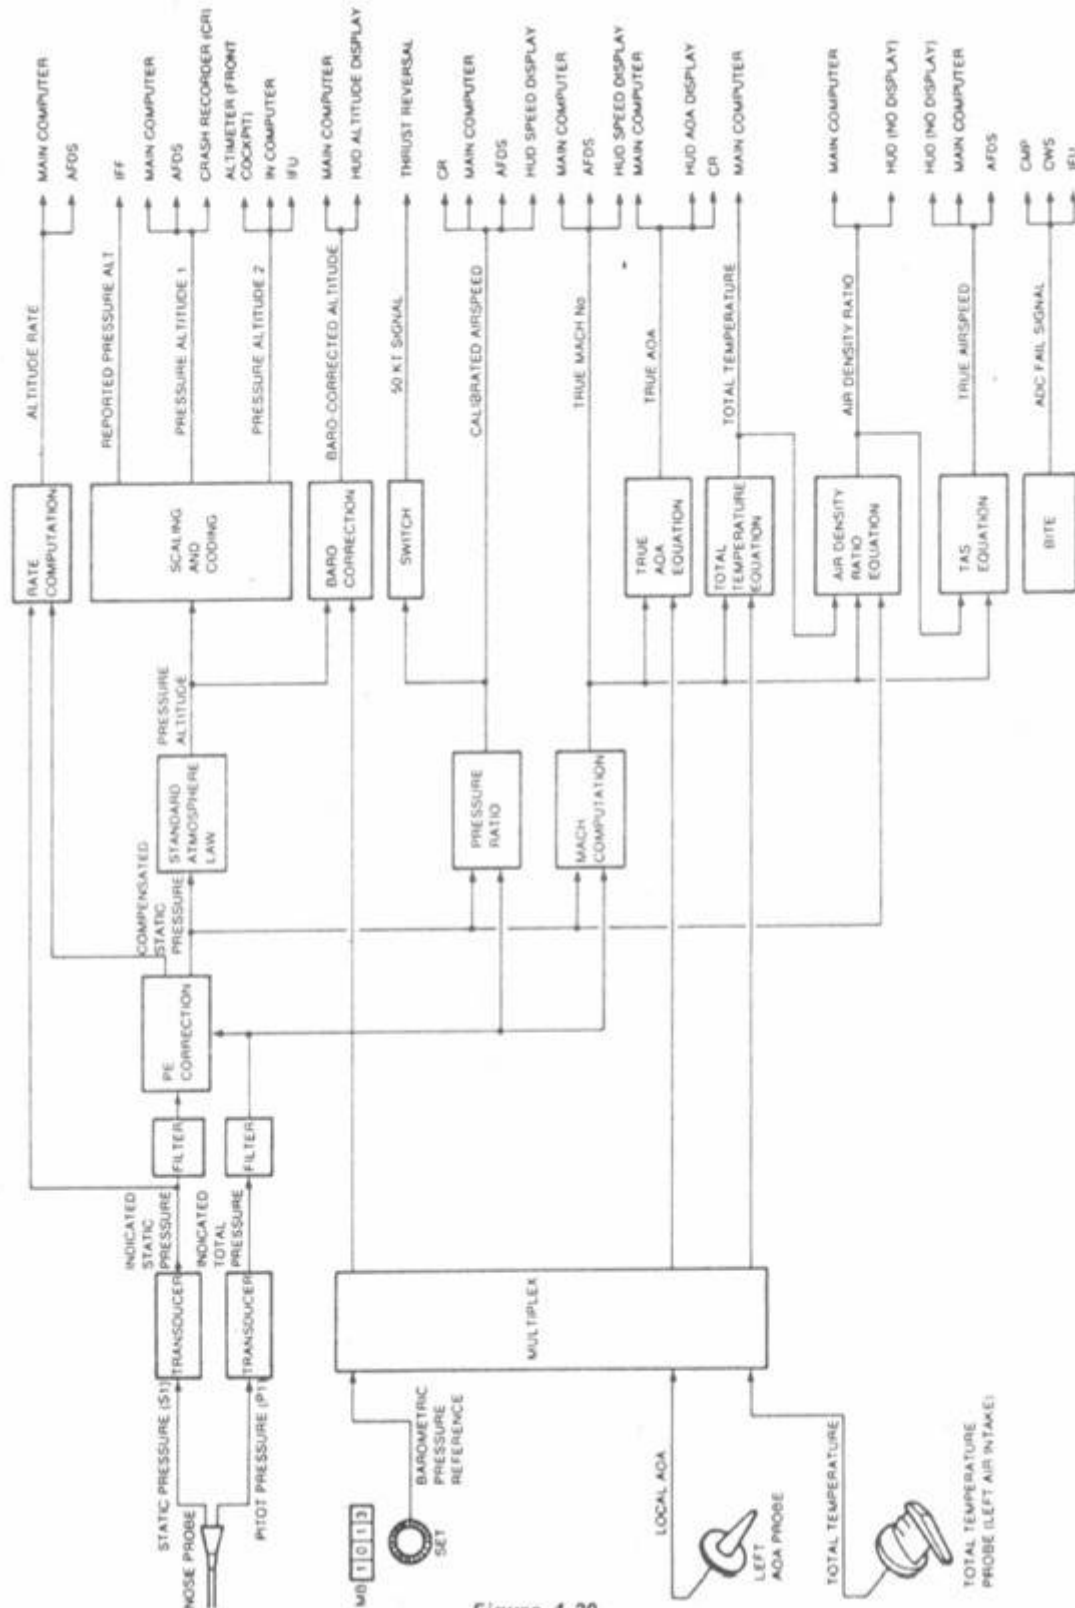 NOSE PROBE
STATIC PRESSURE (S1)
PITOT PRESSURE (P1)
TRANSDUCER
TRANSDUCER
INDICATED
STATIC
PRESSURE
INDICATED
TOTAL
PRESSURE
FILTER
FILTER
PE
CORRECTION
COMPENSATED
STATIC
PRESSURE
STANDARD
ATMOSPHERE
LAW
PRESSURE
ALTITUDE
RATE
COMPUTATION
ALTITUDE RATE
MAIN COMPUTER
AFDS
SCALING
AND
CODING
REPORTED PRESSURE ALT
IFF
PRESSURE ALTITUDE 1
MAIN COMPUTER
AFDS
CRASH RECORDER (CR)
PRESSURE ALTITUDE 2
ALTIMETER (FRONT
COCKPIT)
IN COMPUTER
IFU
BARO
CORRECTION
BARO-CORRECTED ALTITUDE
MAIN COMPUTER
HUD ALTITUDE DISPLAY
SWITCH
50 KT SIGNAL
THRUST REVERSAL
PRESSURE
RATIO
CALIBRATED AIRSPEED
CR
MAIN COMPUTER
AFDS
HUD SPEED DISPLAY
MACH
COMPUTATION
TRUE MACH No
MAIN COMPUTER
AFDS
HUD SPEED DISPLAY
TRUE
AOA
EQUATION
TRUE AOA
MAIN COMPUTER
HUD AOA DISPLAY
CR
TOTAL
TEMPERATURE
EQUATION
TOTAL TEMPERATURE
MAIN COMPUTER
AIR DENSITY
RATIO
EQUATION
AIR DENSITY RATIO
MAIN COMPUTER
HUD (NO DISPLAY)
TAS
EQUATION
TRUE AIRSPEED
HUD (NO DISPLAY)
MAIN COMPUTER
AFDS
BITE
ADC FAIL SIGNAL
CMP
CWS
IFU
MULTIPLEX
MB 1 0 1 3
SET
BAROMETRIC
PRESSURE
REFERENCE
LOCAL AOA
LEFT
AOA PROBE
TOTAL TEMPERATURE
TOTAL TEMPERATURE
PROBE (LEFT AIR INTAKE)